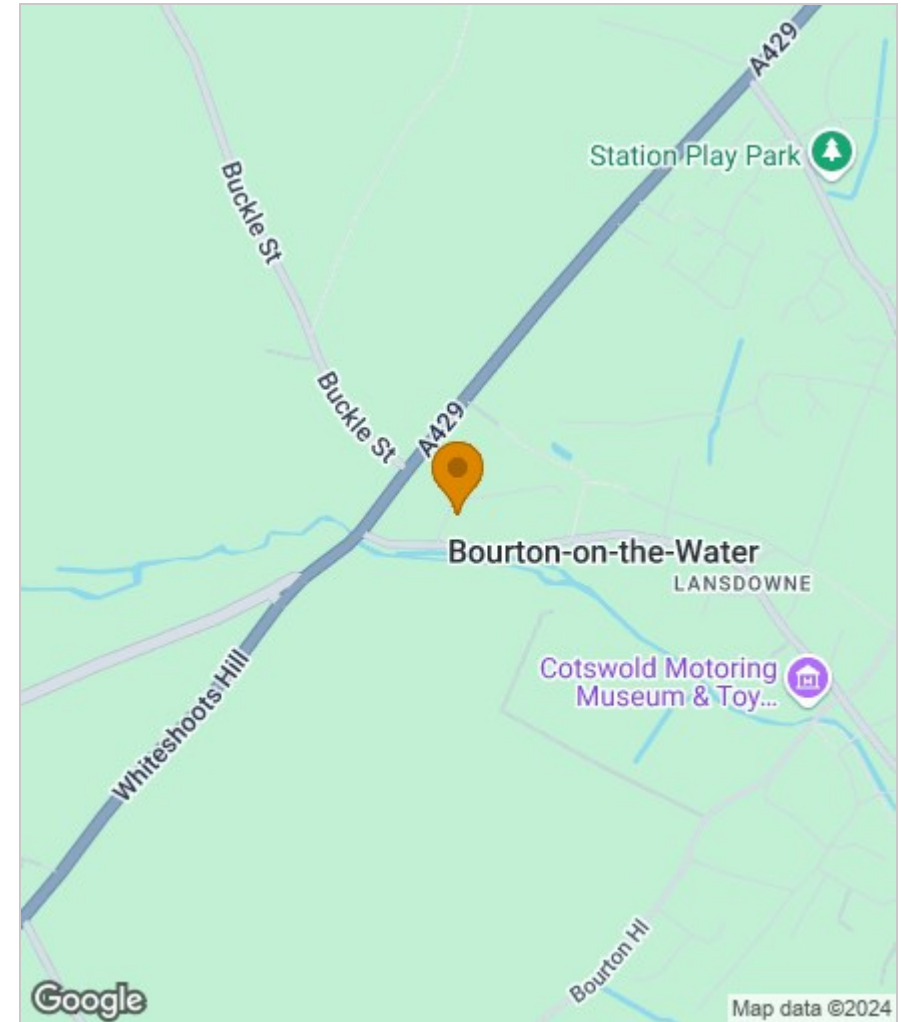 A429
Station Play Park
Buckle St
Buckle St
A429
Bourton-on-the-Water
LANSDOWNE
Cotswold Motoring
Museum & Toy...
Whiteshoots Hill
Bourton Hl
Google
Map data ©2024